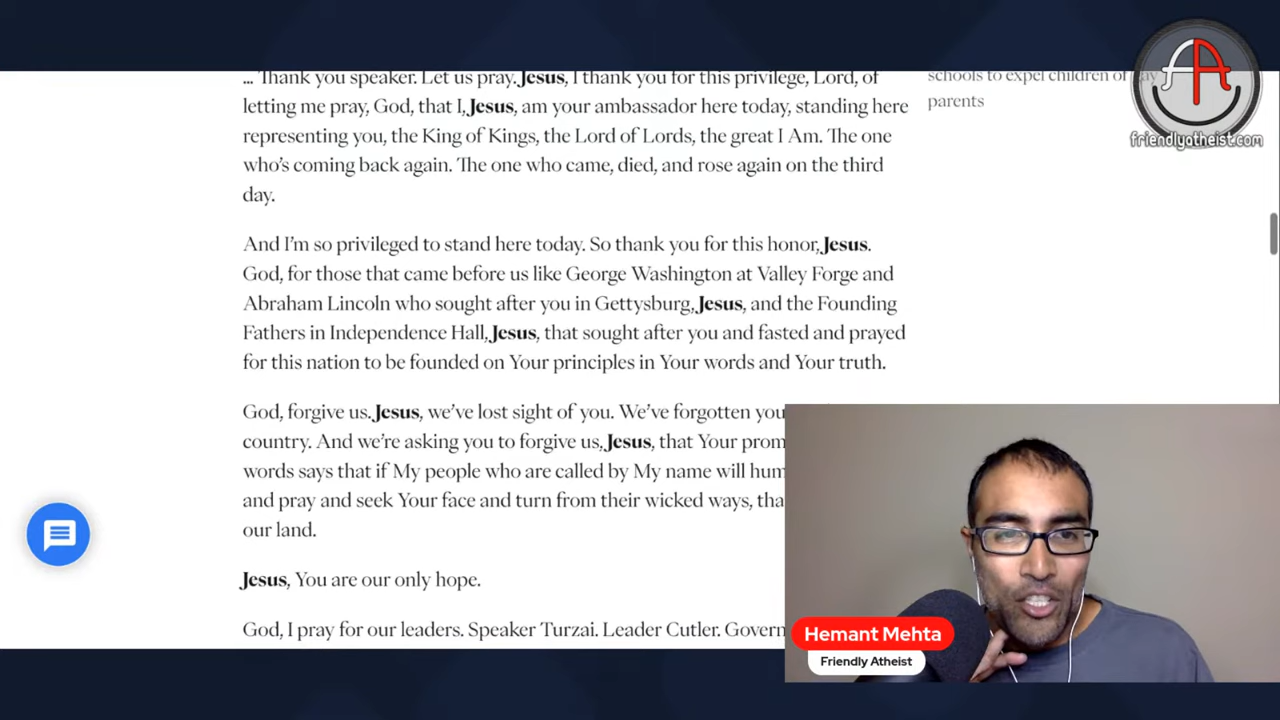 ... Thank you speaker. Let us pray. Jesus, I thank you for this privilege, Lord, of
letting me pray, God, that I, Jesus, am your ambassador here today, standing here
representing you, the King of Kings, the Lord of Lords, the great I Am. The one
who's coming back again. The one who came, died, and rose again on the third
day.
And I'm so privileged to stand here today. So thank you for this honor, Jesus.
God, for those that came before us like George Washington at Valley Forge and
Abraham Lincoln who sought after you in Gettysburg, Jesus, and the Founding
Fathers in Independence Hall, Jesus, that sought after you and fasted and prayed
for this nation to be founded on Your principles in Your words and Your truth.
God, forgive us. Jesus, we've lost sight of you. We've forgotten you
country. And we're asking you to forgive us, Jesus, that Your prom
words says that if My people who are called by My name will hum
and pray and seek Your face and turn from their wicked ways, tha
our land.
Jesus, You are our only hope.
God, I pray for our leaders. Speaker Turzai. Leader Cutler. Govern
schools to expel children of gay
parents
friendlyatheist.com
Hemant Mehta
Friendly Atheist